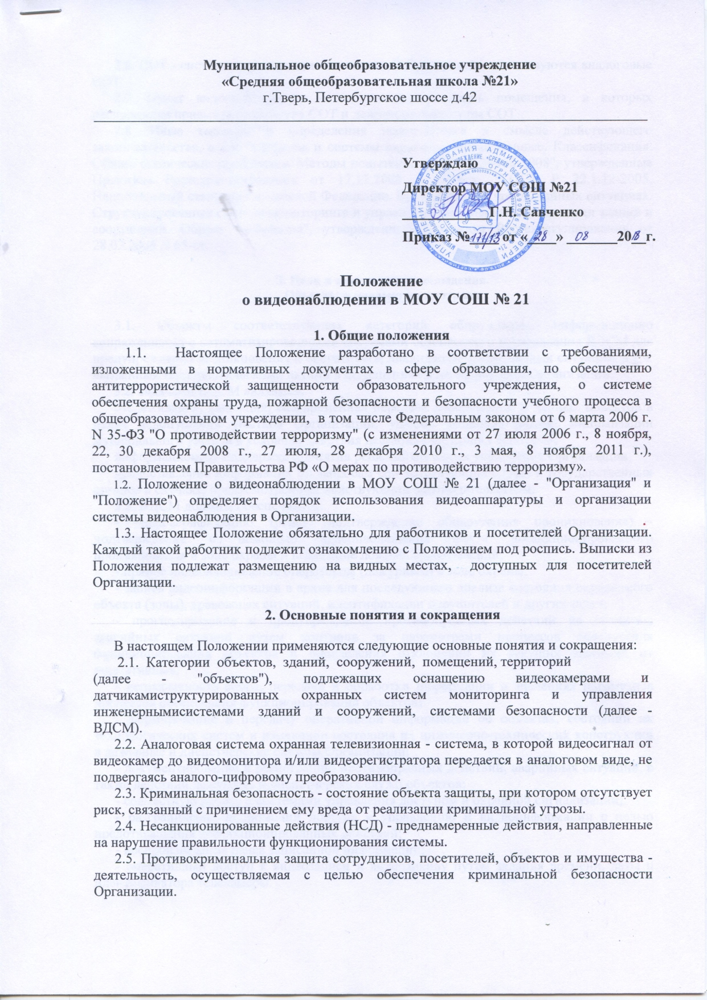 Муниципальное общеобразовательное учреждение
«Средняя общеобразовательная школа №21»
г.Тверь, Петербургское шоссе д.42
Утверждаю
Директор МОУ СОШ №21
Г.Н. Савченко
Приказ № от « 28 » 08 20 г.
Положение
о видеонаблюдении в МОУ СОШ № 21
1. Общие положения
1.1. Настоящее Положение разработано в соответствии с требованиями,
изложенными в нормативных документах в сфере образования, по обеспечению
антитеррористической защищенности образовательного учреждения, о системе
обеспечения охраны труда, пожарной безопасности и безопасности учебного процесса в
общеобразовательном учреждении, в том числе Федеральным законом от 6 марта 2006 г.
N 35-ФЗ "О противодействии терроризму" (с изменениями от 27 июля 2006 г., 8 ноября,
22, 30 декабря 2008 г., 27 июля, 28 декабря 2010 г., 3 мая, 8 ноября 2011 г.),
постановлением Правительства РФ «О мерах по противодействию терроризму».
1.2. Положение о видеонаблюдении в МОУ СОШ № 21 (далее - "Организация" и
"Положение") определяет порядок использования видеоаппаратуры и организации
системы видеонаблюдения в Организации.
1.3. Настоящее Положение обязательно для работников и посетителей Организации.
Каждый такой работник подлежит ознакомлению с Положением под роспись. Выписки из
Положения подлежат размещению на видных местах, доступных для посетителей
Организации.
2. Основные понятия и сокращения
В настоящем Положении применяются следующие основные понятия и сокращения:
2.1. Категории объектов, зданий, сооружений, помещений, территорий
(далее - "объектов"), подлежащих оснащению видеокамерами и
датчикамиструктурированных охранных систем мониторинга и управления
инженернымисистемами зданий и сооружений, системами безопасности (далее -
ВДСМ).
2.2. Аналоговая система охранная телевизионная - система, в которой видеосигнал от
видеокамер до видеомонитора и/или видеорегистратора передается в аналоговом виде, не
подвергаясь аналого-цифровому преобразованию.
2.3. Криминальная безопасность - состояние объекта защиты, при котором отсутствует
риск, связанный с причинением ему вреда от реализации криминальной угрозы.
2.4. Несанкционированные действия (НСД) - преднамеренные действия, направленные
на нарушение правильности функционирования системы.
2.5. Противокриминальная защита сотрудников, посетителей, объектов и имущества -
деятельность, осуществляемая с целью обеспечения криминальной безопасности
Организации.